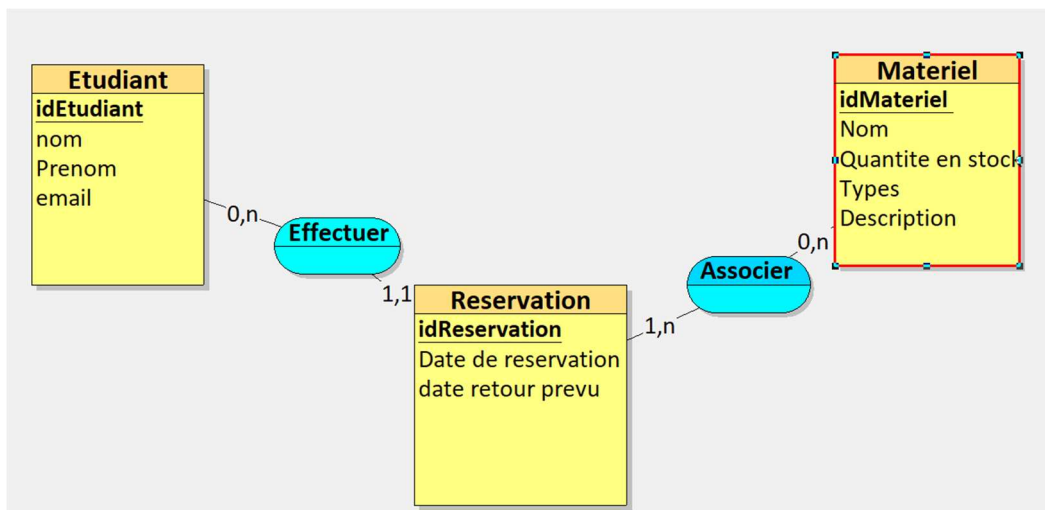 Etudiant
idEtudiant
nom
Prenom
email
0,n
Effectuer
1,1
Reservation
idReservation
Date de reservation
date retour prevu
1,n
Associer
0,n
Materiel
idMateriel
Nom
Quantite en stock
Types
Description